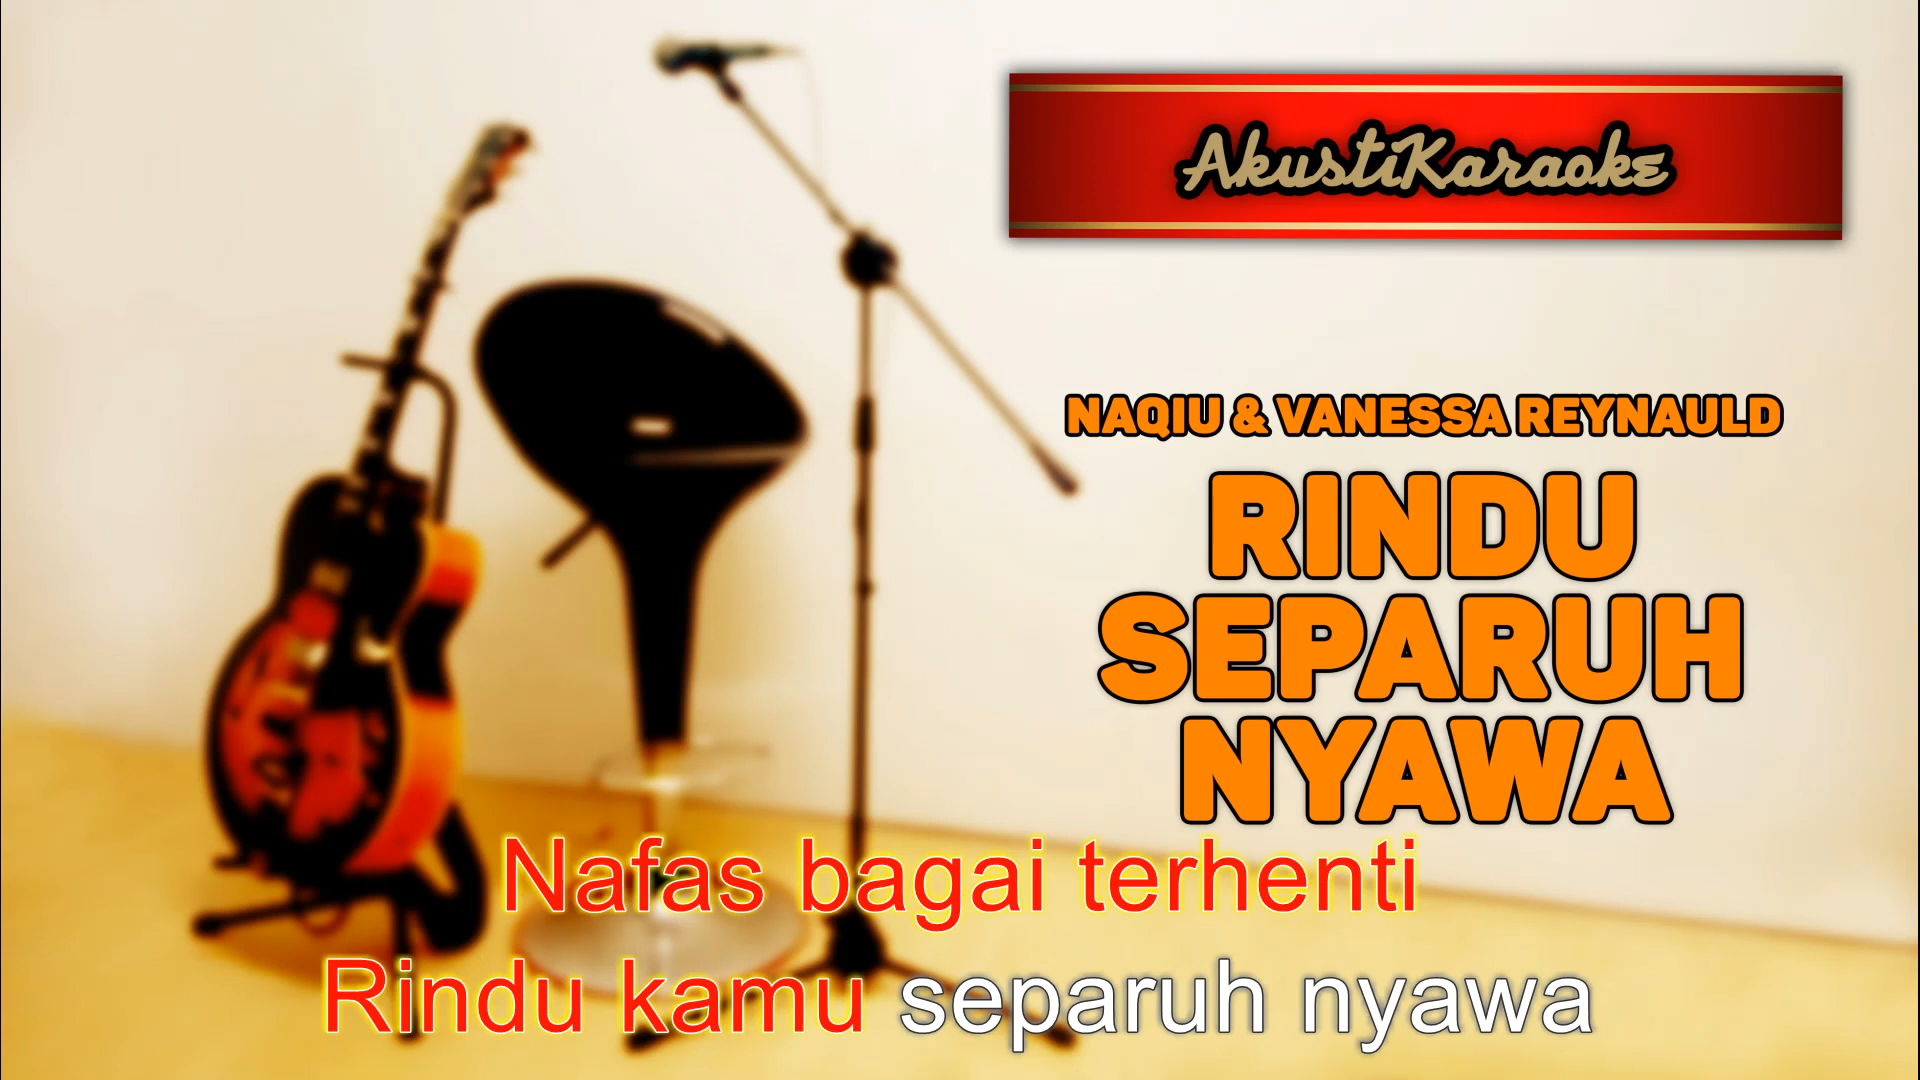 AkustiKaraoke
NAQIU & VANESSA REYNAULD
RINDU
SEPARUH
NYAWA
Nafas bagai terhenti
Rindu kamu separuh nyawa